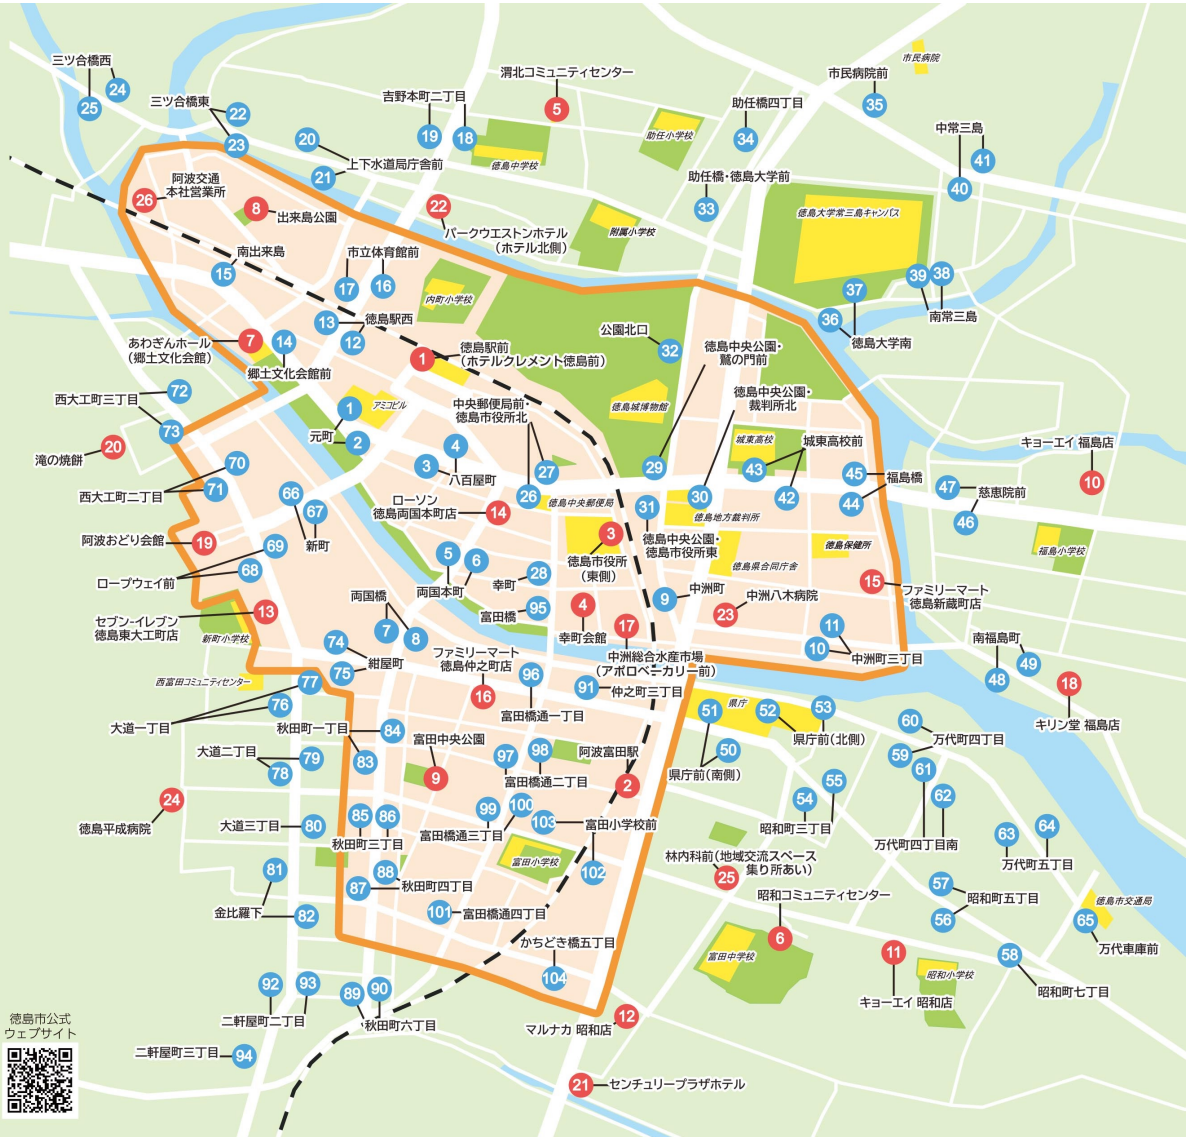 三ツ合橋西
24
25
三ツ合橋東
22
23
20
21
上下水道局庁舎前
吉野本町二丁目
19
18
渭北コミュニティセンター
5
徳島中学校
助任小学校
助任橋四丁目
34
市民病院前
35
市民病院
中常三島
41
40
助任橋・徳島大学前
33
徳島大学常三島キャンパス
阿波交通
本社営業所
26
8
出来島公園
22
パークウエストンホテル
(ホテル北側)
附属小学校
南出来島
15
市立体育館前
17
16
内町小学校
37
36
徳島大学南
39
38
南常三島
13
徳島駅西
12
あわぎんホール
(郷土文化会館)
7
14
郷土文化会館前
1
徳島駅前
(ホテルクレメント徳島前)
公園北口
32
徳島中央公園・
鷲の門前
徳島中央公園・
裁判所北
徳島城博物館
アミコビル
1
元町
2
中央郵便局前・
徳島市役所北
26
27
4
3
八百屋町
西大工町三丁目
72
73
20
滝の焼餅
城東高校
城東高校前
43
42
29
30
31
45
福島橋
44
キョーエイ 福島店
10
47
慈恵院前
46
福島小学校
70
西大工町二丁目
71
66
67
新町
ローソン
徳島両国本町店
14
徳島中央郵便局
3
徳島市役所
(東側)
徳島中央公園・
徳島市役所東
徳島地方裁判所
徳島県合同庁舎
徳島保健所
阿波おどり会館
19
69
ロープウェイ前
68
5
6
両国本町
幸町
28
富田橋
95
4
幸町会館
17
中洲総合水産市場
(アポロベーカリー前)
9
中洲町
23
中洲八木病院
15
ファミリーマート
徳島新蔵町店
11
10
中洲町三丁目
セブン-イレブン
徳島東大工町店
13
新町小学校
西富田コミュニティセンター
両国橋
7
8
74
紺屋町
75
ファミリーマート
徳島仲之町店
16
96
富田橋通一丁目
91
仲之町三丁目
南福島町
48
49
18
キリン堂 福島店
77
大道一丁目
76
秋田町一丁目
84
83
大道二丁目
79
78
富田中央公園
9
97
98
富田橋通二丁目
阿波富田駅
2
県庁
51
50
県庁前(南側)
52
53
県庁前(北側)
60
万代町四丁目
59
61
62
万代町四丁目南
24
徳島平成病院
大道三丁目
80
85
86
秋田町三丁目
99
100
富田橋通三丁目
103
富田小学校前
102
富田小学校
54
55
昭和町三丁目
63
64
万代町五丁目
林内科前(地域交流スペース
集り所あい)
25
81
金比羅下
82
88
87
秋田町四丁目
101
富田橋通四丁目
昭和コミュニティセンター
6
富田中学校
57
昭和町五丁目
56
徳島市交通局
65
万代車庫前
かちどき橋五丁目
104
11
キョーエイ 昭和店
昭和小学校
58
昭和町七丁目
92
93
二軒屋町二丁目
89
90
秋田町六丁目
マルナカ 昭和店
12
徳島市公式
ウェブサイト
二軒屋町三丁目
94
21
センチュリープラザホテル